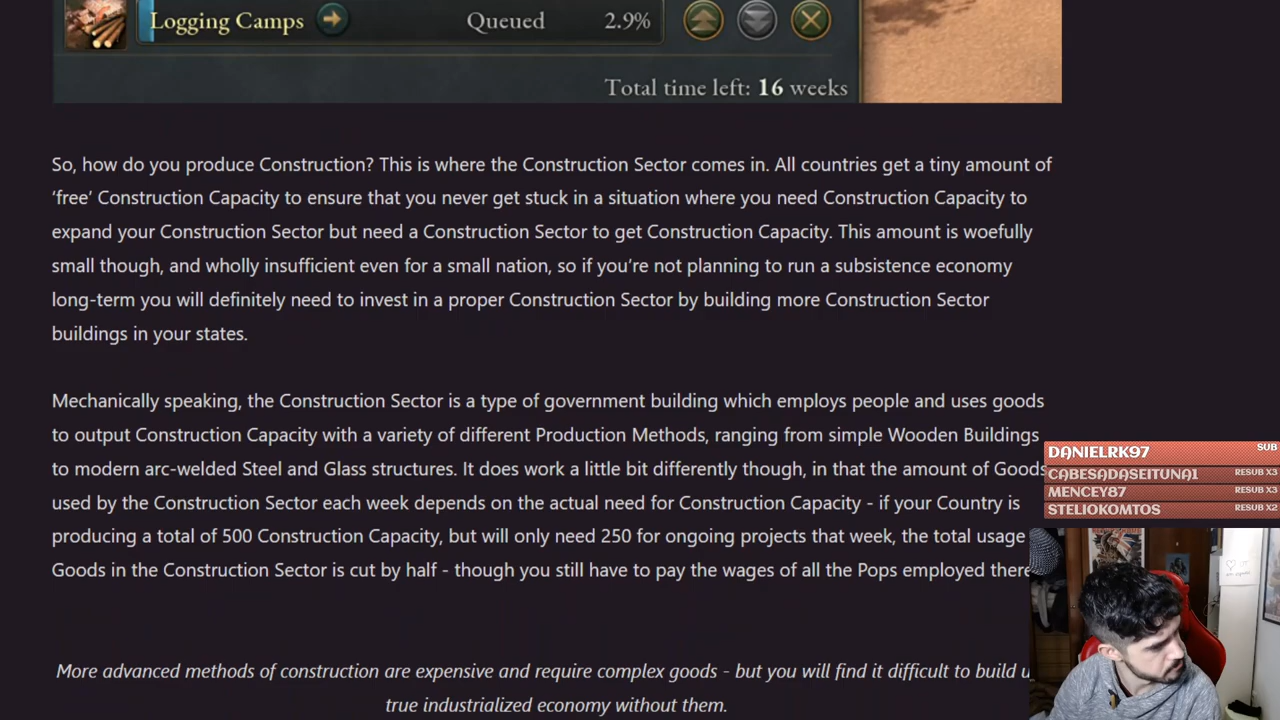 Logging Camps Queued 2.9%
Total time left: 16 weeks
So, how do you produce Construction? This is where the Construction Sector comes in. All countries get a tiny amount of
‘free’ Construction Capacity to ensure that you never get stuck in a situation where you need Construction Capacity to
expand your Construction Sector but need a Construction Sector to get Construction Capacity. This amount is woefully
small though, and wholly insufficient even for a small nation, so if you’re not planning to run a subsistence economy
long-term you will definitely need to invest in a proper Construction Sector by building more Construction Sector
buildings in your states.
Mechanically speaking, the Construction Sector is a type of government building which employs people and uses goods
to output Construction Capacity with a variety of different Production Methods, ranging from simple Wooden Buildings
to modern arc-welded Steel and Glass structures. It does work a little bit differently though, in that the amount of Goods
used by the Construction Sector each week depends on the actual need for Construction Capacity - if your Country is
producing a total of 500 Construction Capacity, but will only need 250 for ongoing projects that week, the total usage
Goods in the Construction Sector is cut by half - though you still have to pay the wages of all the Pops employed there
More advanced methods of construction are expensive and require complex goods - but you will find it difficult to build
true industrialized economy without them.
DANIELRK97 SUB
CABESADASEITUNA1 RESUB X3
MENCEY87 RESUB X3
STELIOKOMTOS RESUB X2